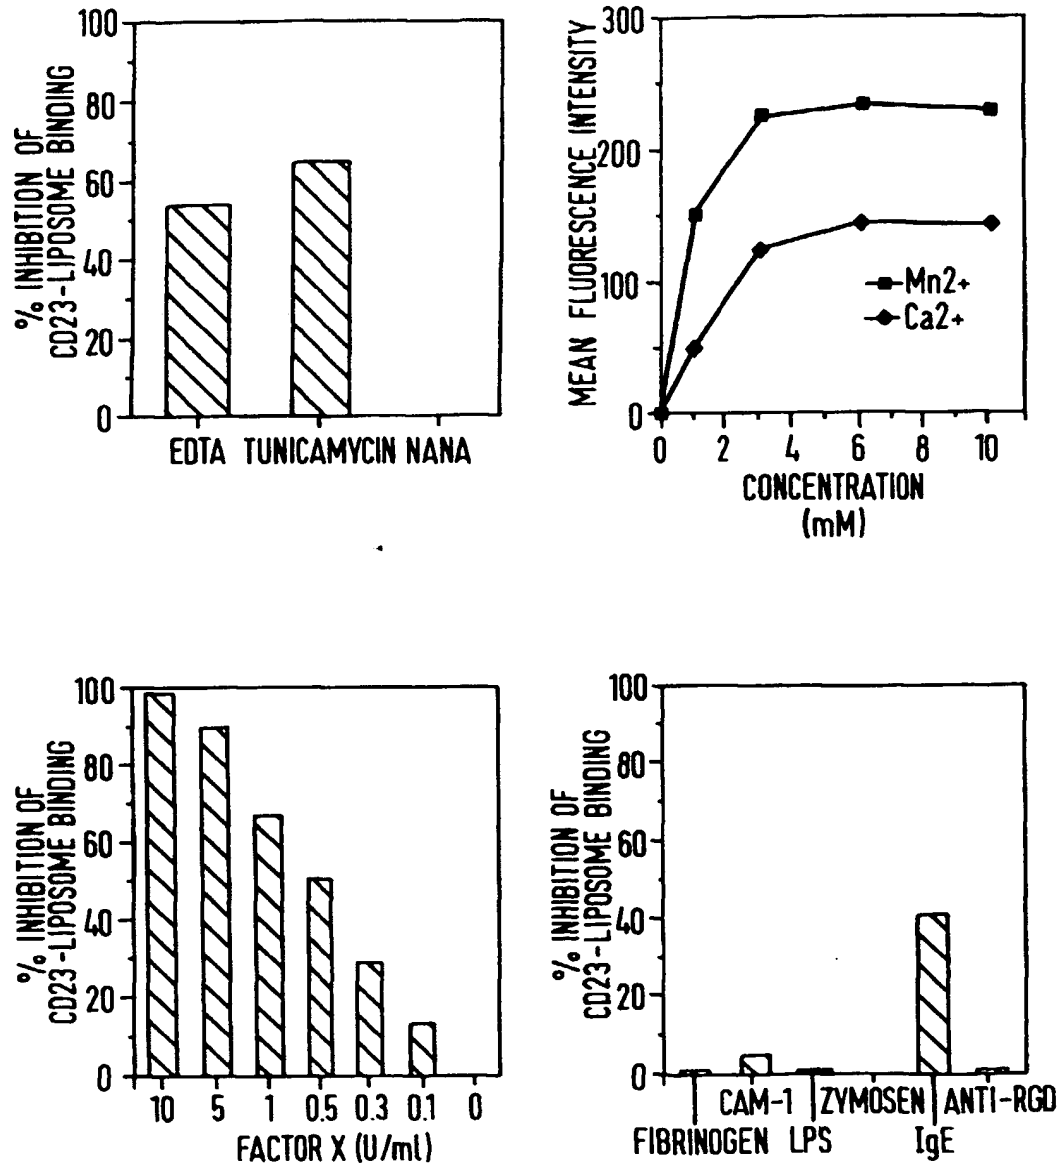 100
80
60
40
20
0
% INHIBITION OF
CD23-LIPOSOME BINDING
EDTA TUNICAMYCIN NANA
300
200
100
0
MEAN FLUORESCENCE INTENSITY
Mn2+
Ca2+
0 2 4 6 8 10
CONCENTRATION
(mM)
100
80
60
40
20
0
% INHIBITION OF
CD23-LIPOSOME BINDING
10 5 1 0.5 0.3 0.1 0
FACTOR X (U/ml)
100
80
60
40
20
0
% INHIBITION OF
CD23-LIPOSOME BINDING
CAM-1 ZYMOSEN ANTI-RGD
FIBRINOGEN LPS IgE